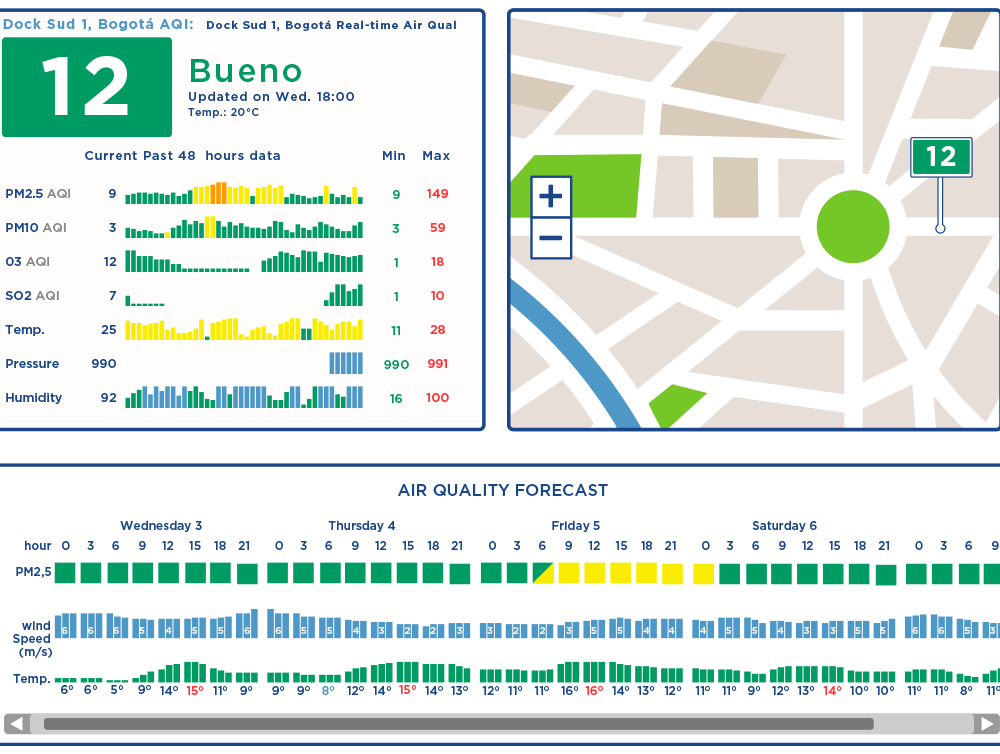 Dock Sud 1, Bogotá AQI: Dock Sud 1, Bogotá Real-time Air Qual
12
Bueno
Updated on Wed. 18:00
Temp.: 20°C
Current Past 48 hours data Min Max
PM2.5 AQI 9 9 149
PM10 AQI 3 3 59
03 AQI 12 1 18
SO2 AQI 7 1 10
Temp. 25 11 28
Pressure 990 990 991
Humidity 92 16 100
12
+
−
AIR QUALITY FORECAST
Wednesday 3 Thursday 4 Friday 5 Saturday 6
hour 0 3 6 9 12 15 18 21 0 3 6 9 12 15 18 21 0 3 6 9 12 15 18 21 0 3 6 9 12 15 18 21 0 3 6 9
PM2,5
wind 6 6 6 5 4 5 5 6 6 5 5 4 3 2 2 3 3 2 2 3 5 5 4 4 4 5 5 4 3 3 5 5 6 6 5 3
Speed
(m/s)
Temp. 6° 6° 5° 9° 14° 15° 11° 9° 9° 9° 8° 12° 14° 15° 14° 13° 12° 11° 11° 16° 16° 14° 13° 12° 11° 11° 9° 12° 13° 14° 10° 10° 11° 11° 8° 11°